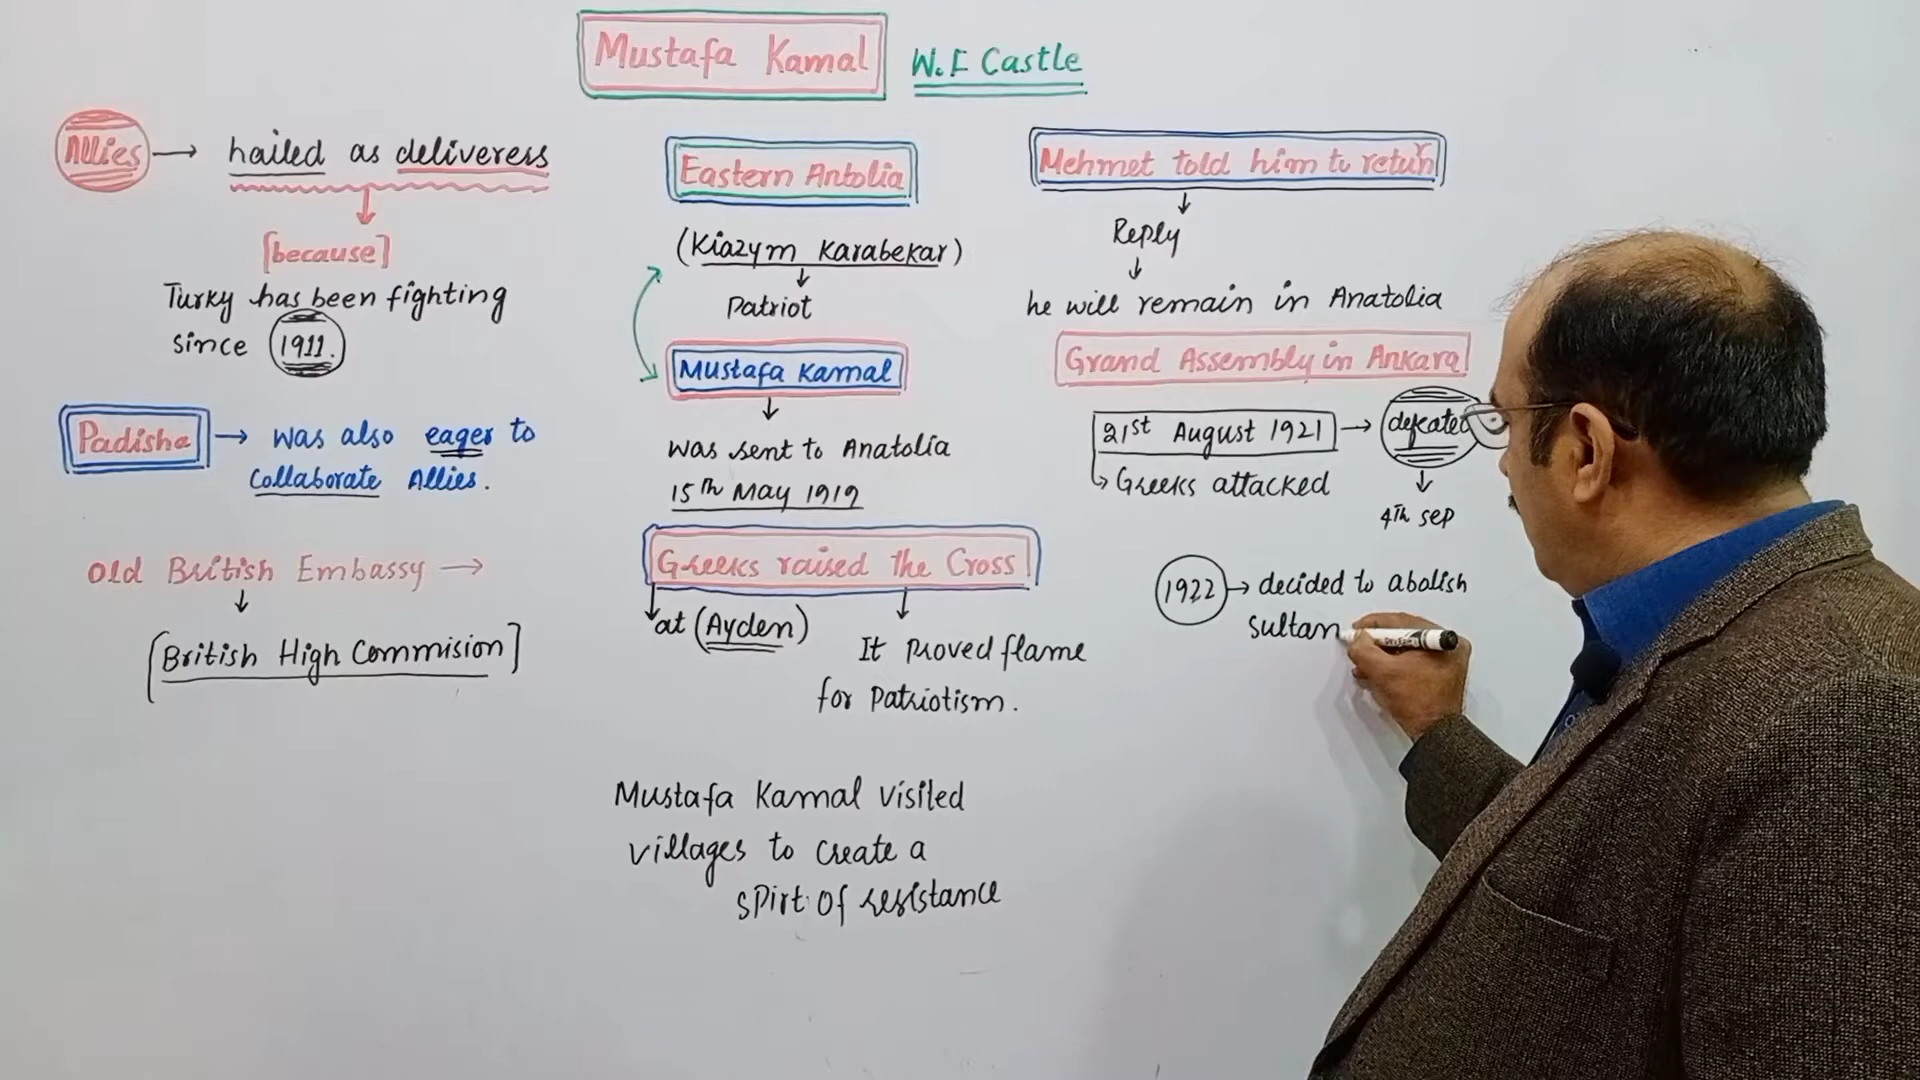 Mustafa Kamal
W.F Castle
Allies → hailed as deliveress
[because]
Turky has been fighting
since 1911.
Padisha → was also eager to
Collaborate Allies.
old British Embassy →
[British High Commision]
Eastern Antolia
(Kiazym Karabekar)
Patriot
Mustafa Kamal
was sent to Anatolia
15th May 1919
Greeks raised the Cross
at (Ayden)
It Proved flame
for Patriotism.
Mustafa Kamal visited
villages to create a
spirt of resistance
Mehmet told him to return
Reply
he will remain in Anatolia
Grand Assembly in Ankara
21st August 1921 →
Greeks attacked
4th sep
1922 → decided to abolish
sultan